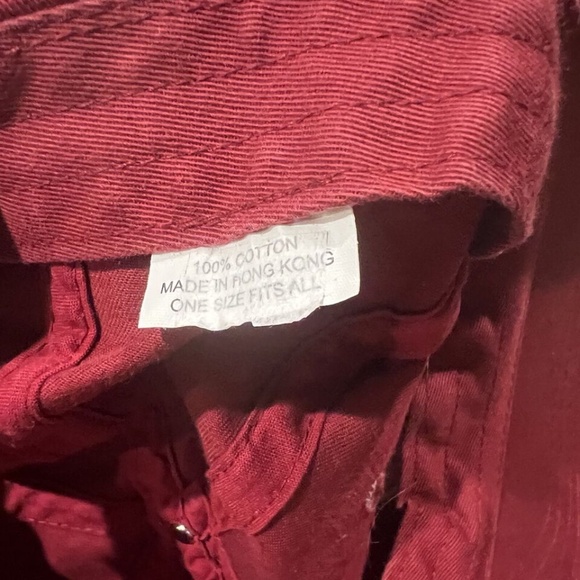 100% COTTON
MADE IN HONG KONG
ONE SIZE FITS ALL